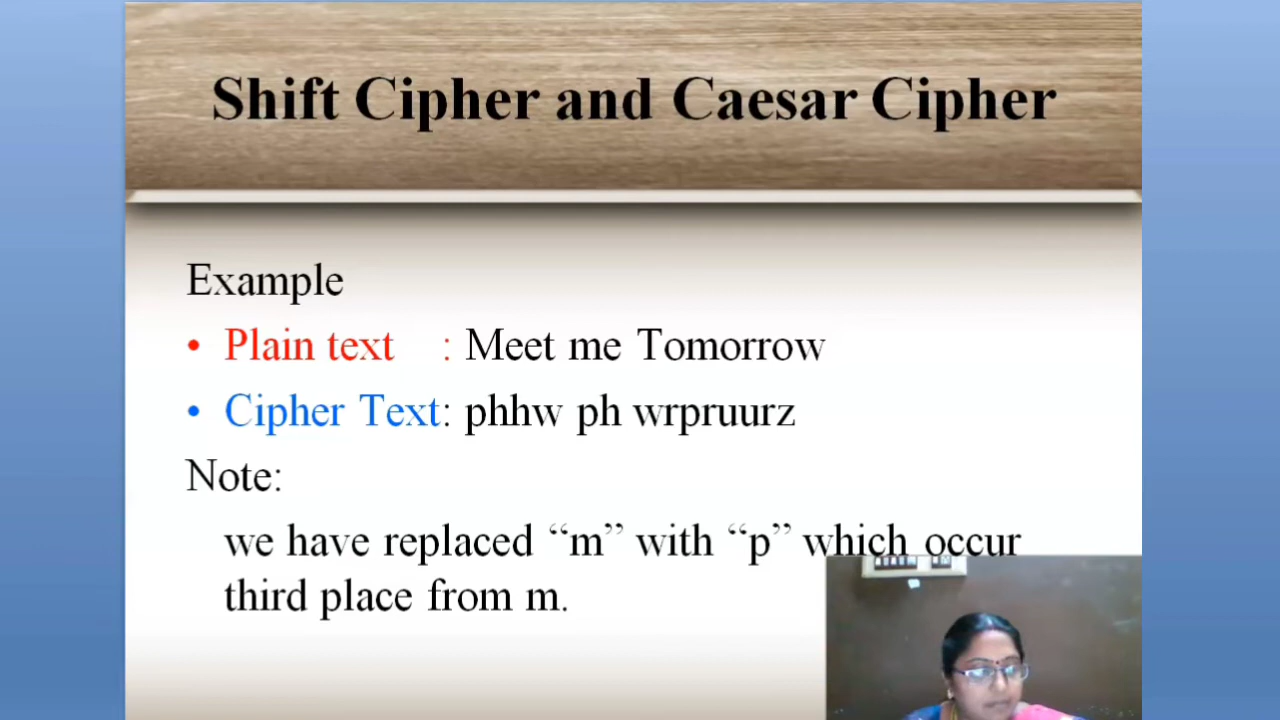 Shift Cipher and Caesar Cipher
Example
• Plain text : Meet me Tomorrow
• Cipher Text: phhw ph wrpruurz
Note:
we have replaced “m” with “p” which occur
third place from m.